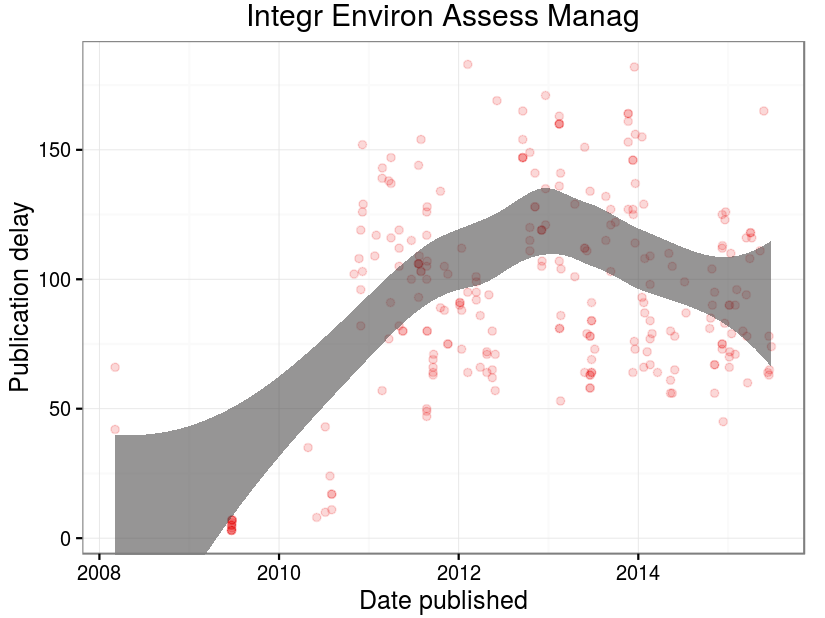 Integr Environ Assess Manag
Publication delay
150
100
50
0
2008 2010 2012 2014
Date published